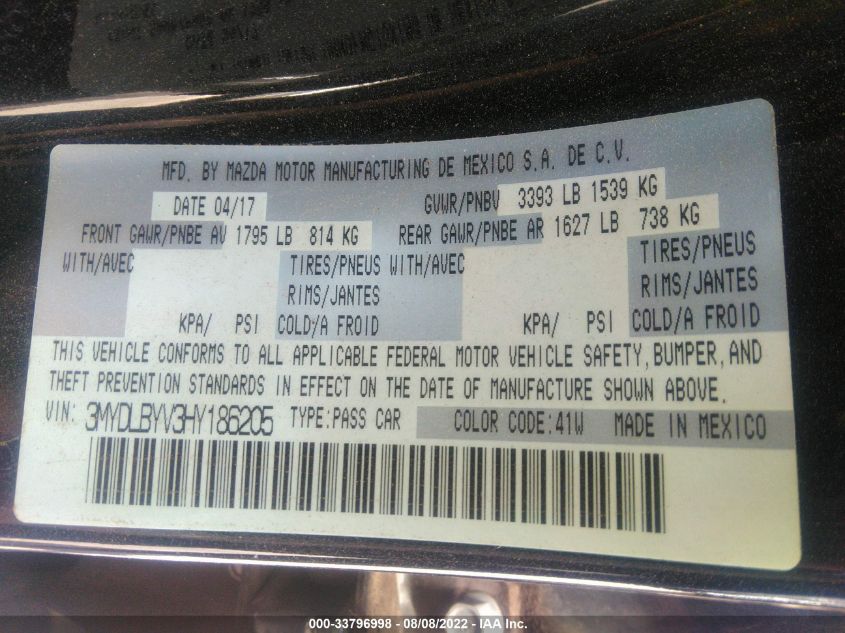 MFD. BY MAZDA MOTOR MANUFACTURING DE MEXICO S.A. DE C.V.
DATE 04/17 GVWR/PNBV 3393 LB 1539 KG
FRONT GAWR/PNBE AV 1795 LB 814 KG REAR GAWR/PNBE AR 1627 LB 738 KG
WITH/AVEC TIRES/PNEUS WITH/AVEC TIRES/PNEUS
RIMS/JANTES RIMS/JANTES
KPA/ PSI COLD/A FROID KPA/ PSI COLD/A FROID
THIS VEHICLE CONFORMS TO ALL APPLICABLE FEDERAL MOTOR VEHICLE SAFETY, BUMPER, AND
THEFT PREVENTION STANDARDS IN EFFECT ON THE DATE OF MANUFACTURE SHOWN ABOVE.
VIN: 3MYDLBYV3HY186205 TYPE:PASS CAR COLOR CODE:41W MADE IN MEXICO
000-33796998 - 08/08/2022 - IAA Inc.